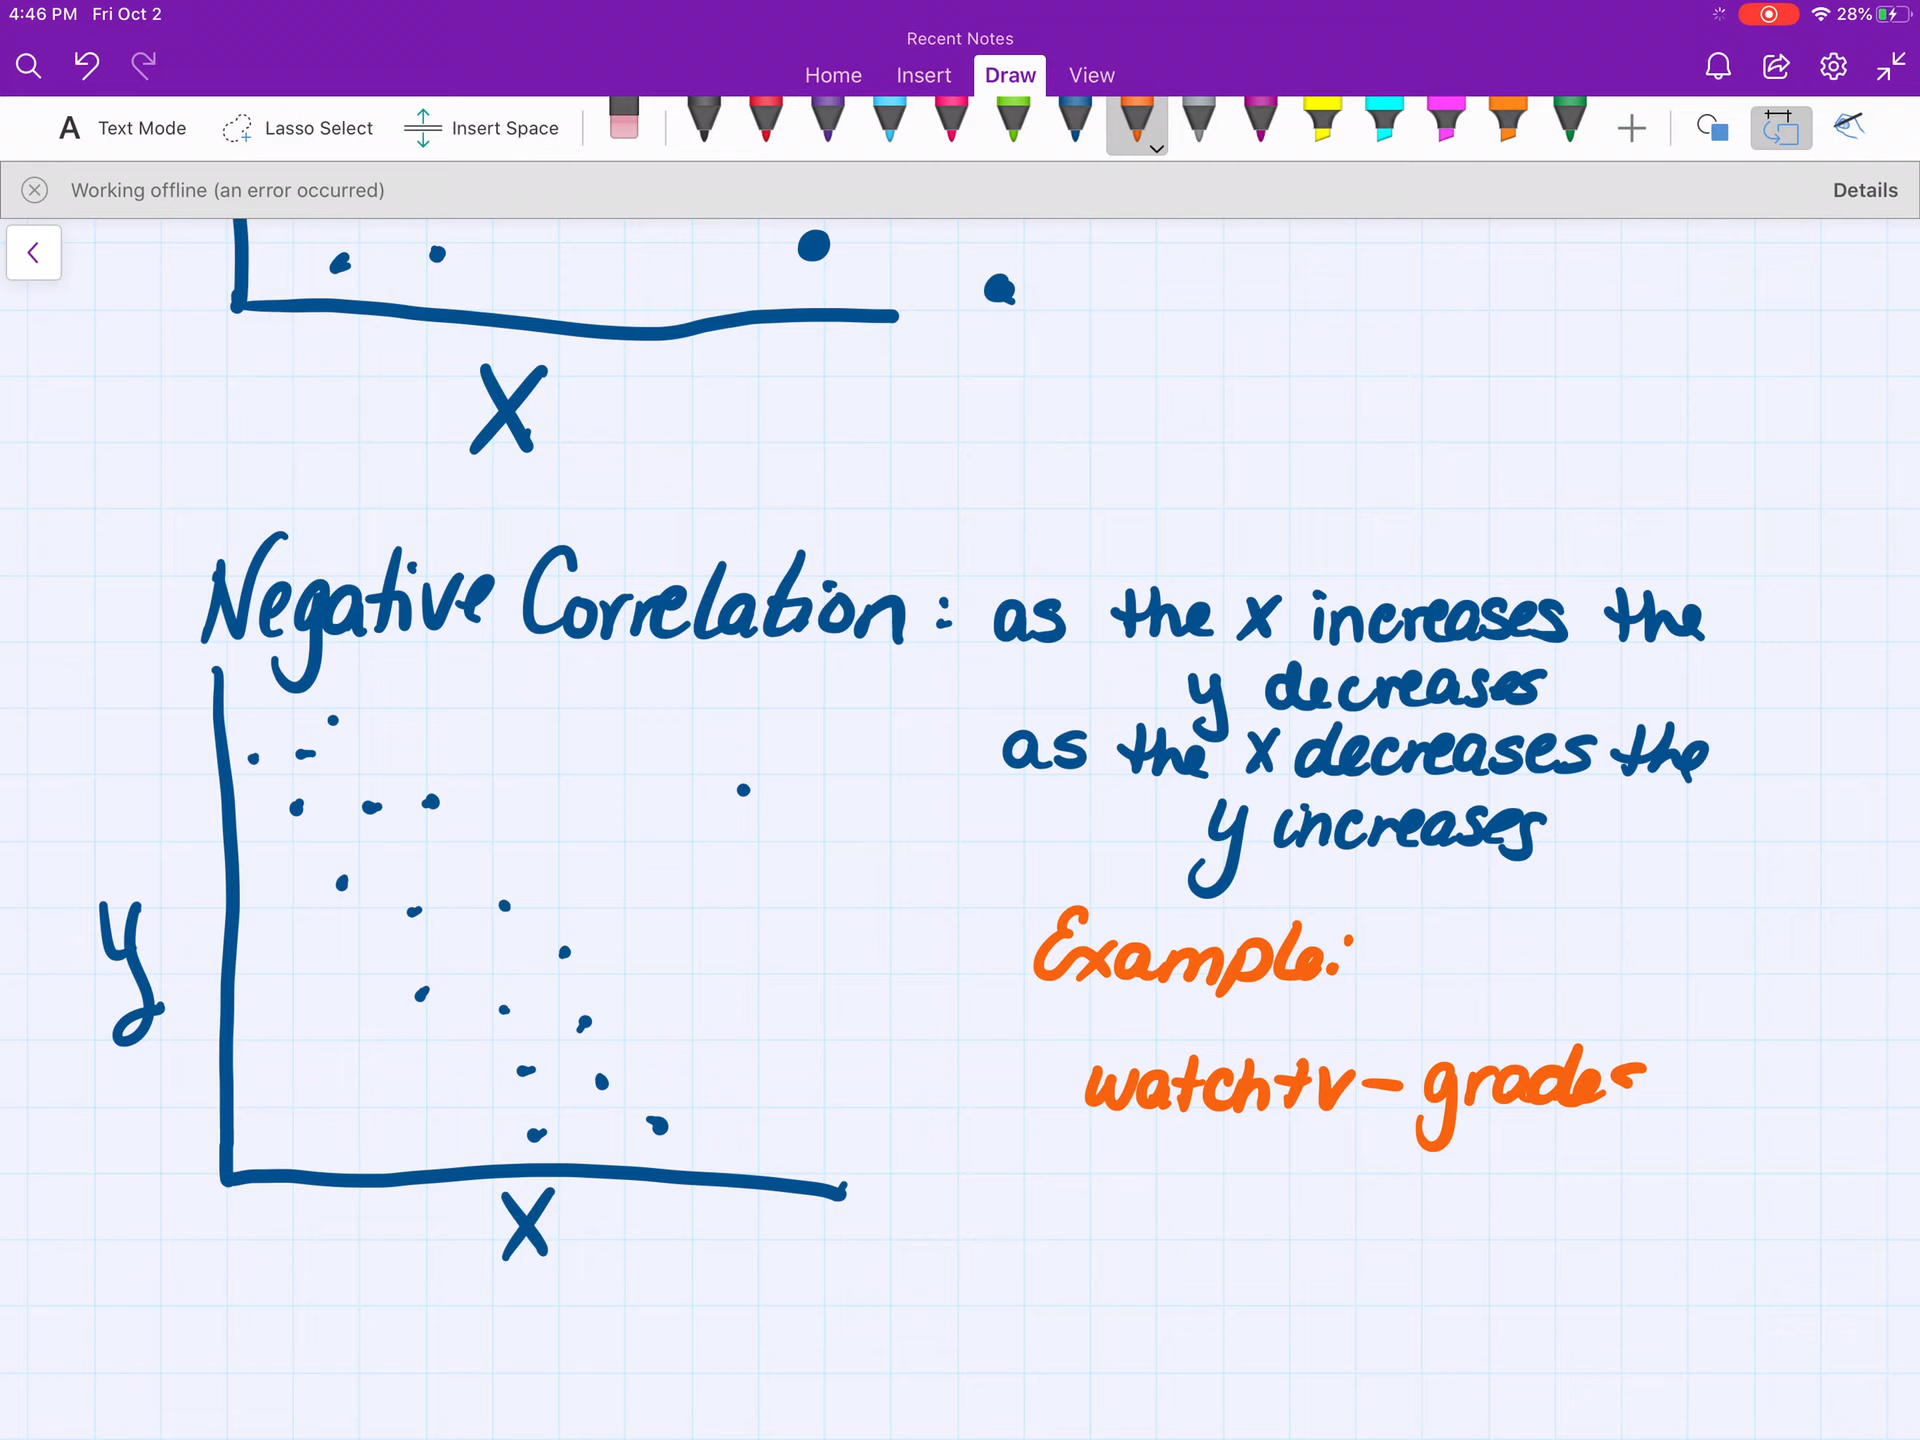 4:46 PM Fri Oct 2
28%
Recent Notes
Home Insert Draw View
A Text Mode Lasso Select Insert Space
Working offline (an error occurred) Details
X
Negative Correlation : as the x increases the
y decreases
as the x decreases the
y increases
y
Example:
watch tv - grades
X